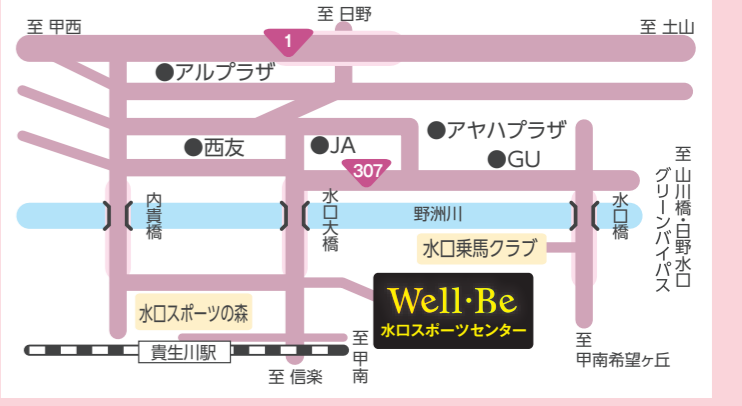 至 甲西
至 日野
至 土山
1
●アルプラザ
●西友
●JA
●アヤハプラザ
●GU
307
至 山川橋・日野水口
グリーンバイパス
内貴橋
水口大橋
野洲川
水口橋
水口乗馬クラブ
Well·Be
水口スポーツセンター
水口スポーツの森
貴生川駅
至 甲南
至 信楽
至
甲南希望ヶ丘